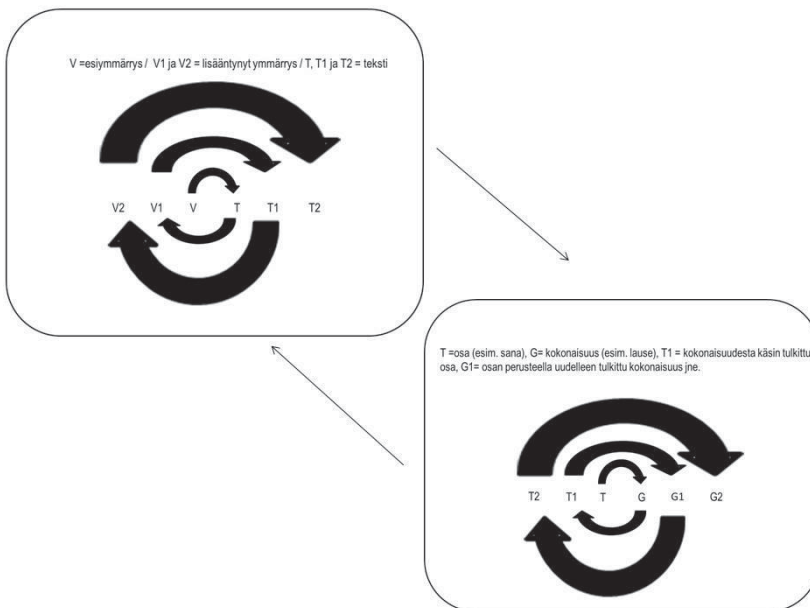 V =esiymmärrys / V1 ja V2 = lisääntynyt ymmärrys / T, T1 ja T2 = teksti
V2 V1 V T T1 T2
T =osa (esim. sana), G= kokonaisuus (esim. lause), T1 = kokonaisuudesta käsin tulkittu
osa, G1= osan perusteella uudelleen tulkittu kokonaisuus jne.
T2 T1 T G G1 G2